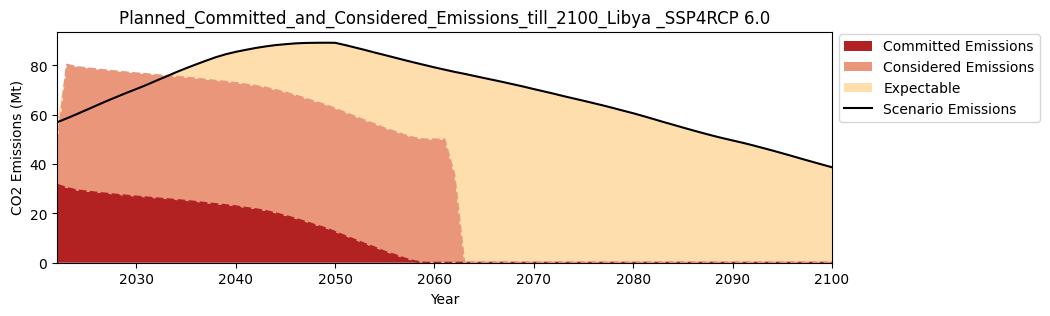 Planned_Committed_and_Considered_Emissions_till_2100_Libya _SSP4RCP 6.0
Committed Emissions
Considered Emissions
Expectable
Scenario Emissions
CO2 Emissions (Mt)
80
60
40
20
0
2030 2040 2050 2060 2070 2080 2090 2100
Year